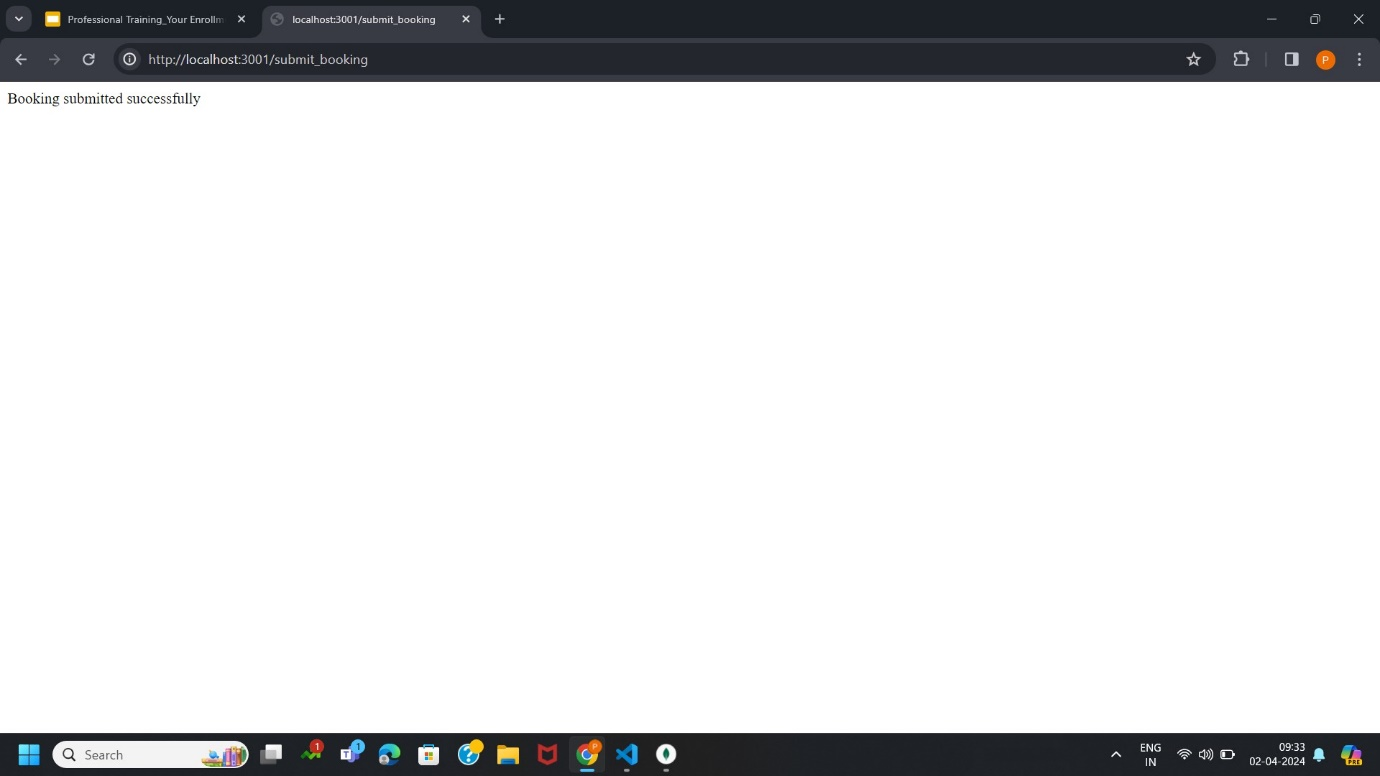 Professional Training_Your Enrollm
localhost:3001/submit_booking
http://localhost:3001/submit_booking
P
Booking submitted successfully
Search
1
1
T
P
ENG
IN
09:33
02-04-2024
PRE